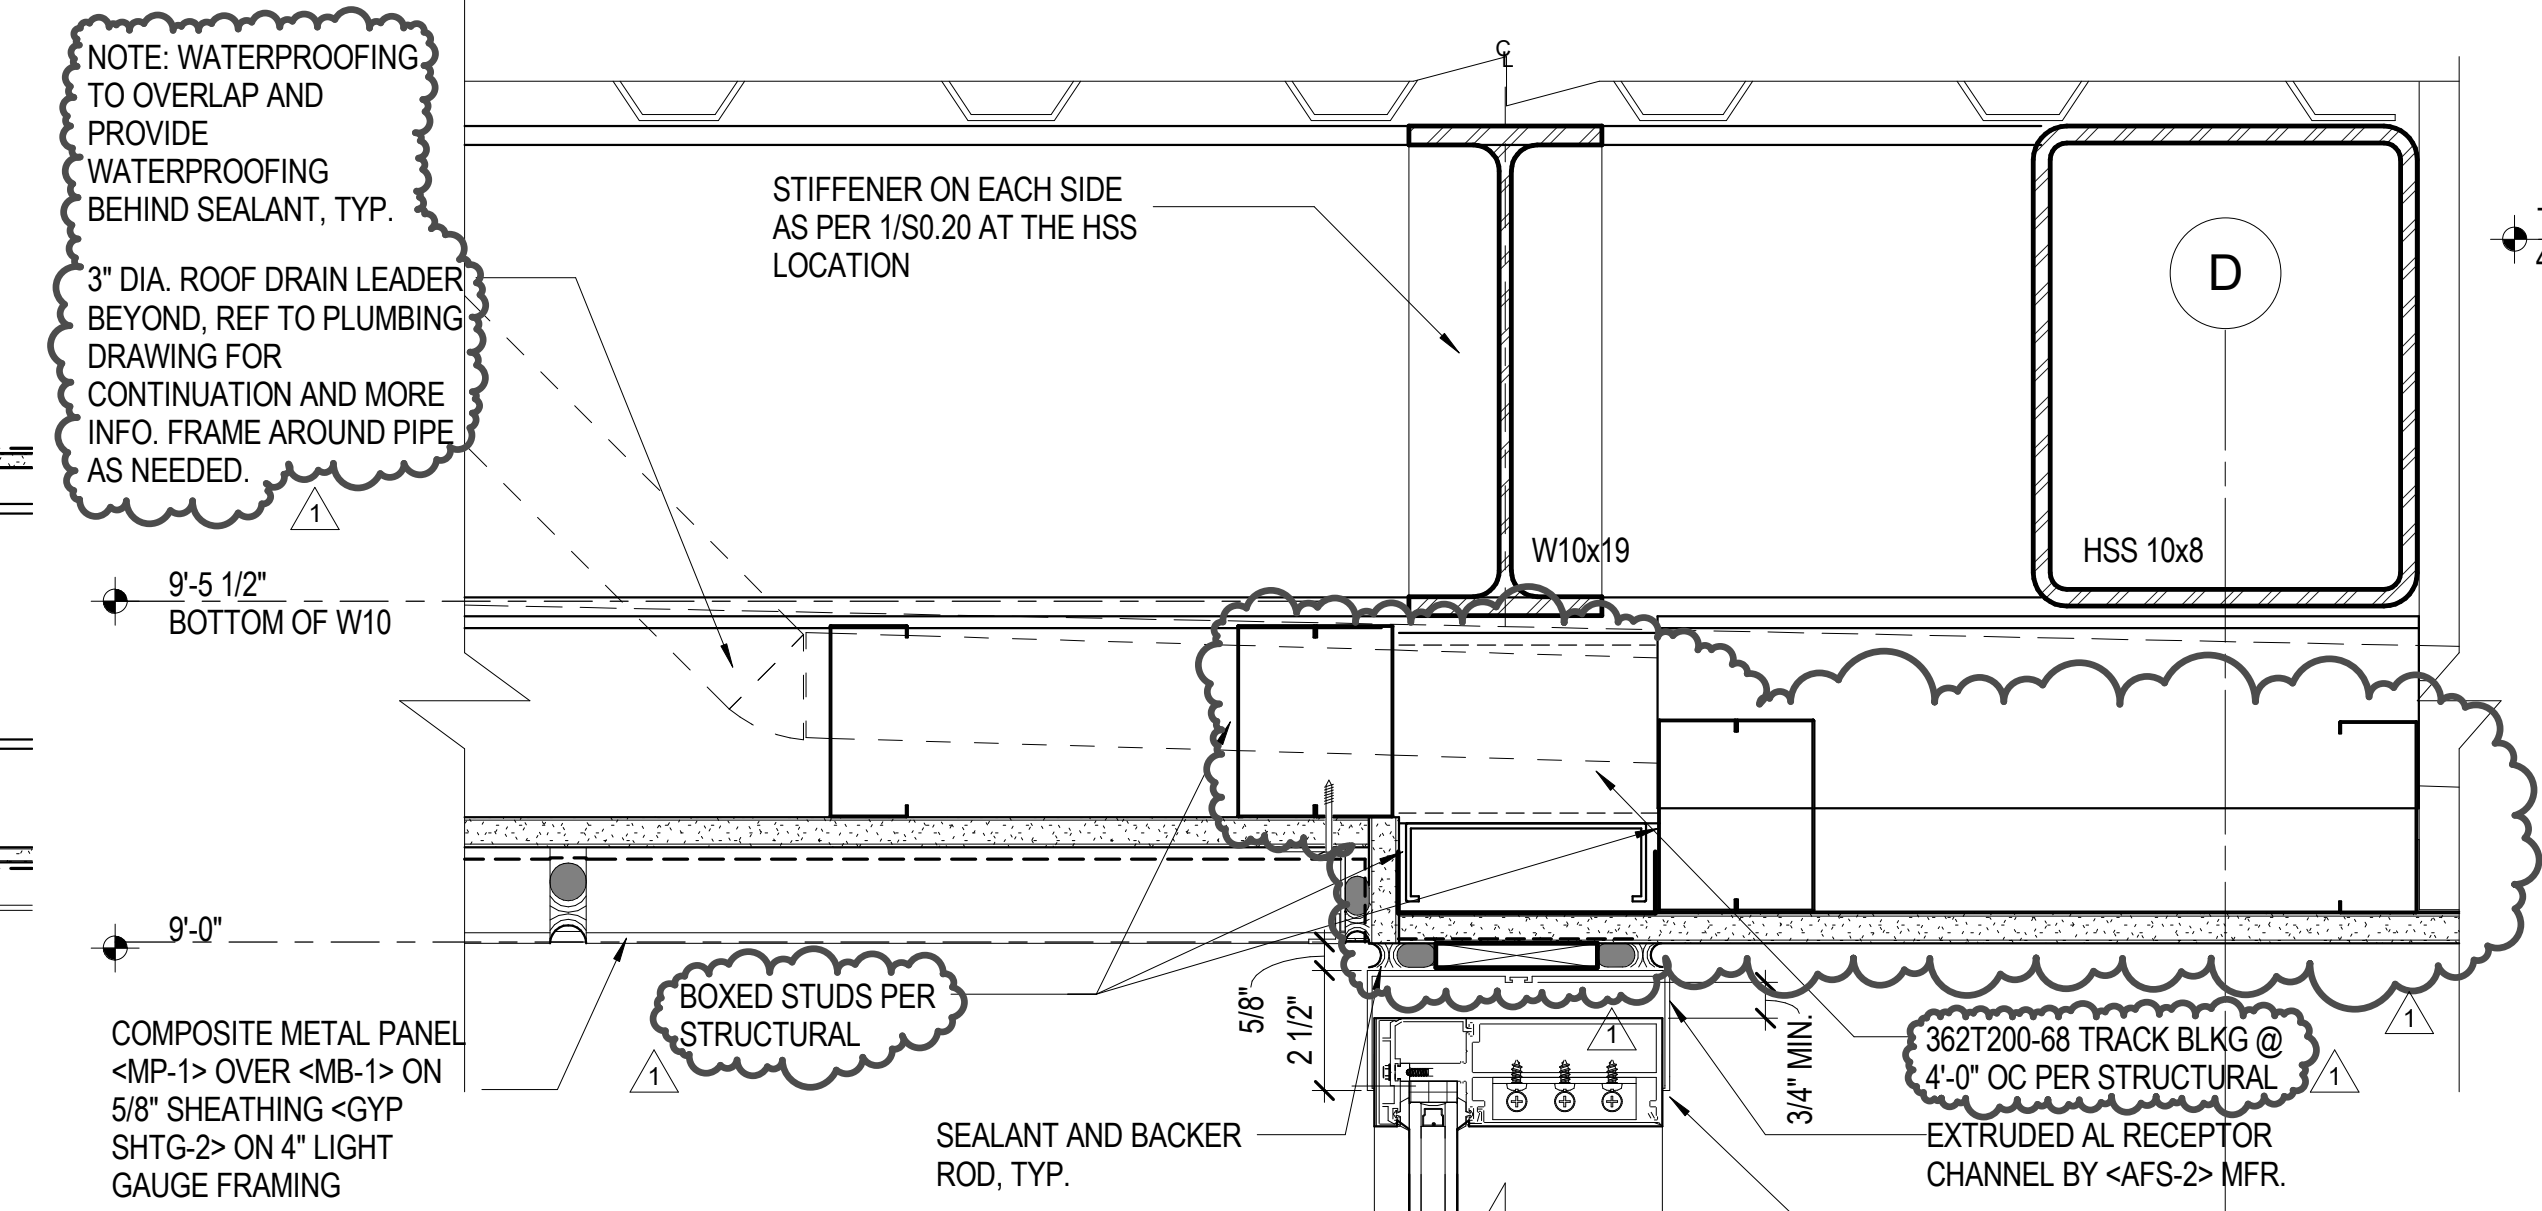 NOTE: WATERPROOFING
TO OVERLAP AND
PROVIDE
WATERPROOFING
BEHIND SEALANT, TYP.
3" DIA. ROOF DRAIN LEADER
BEYOND, REF TO PLUMBING
DRAWING FOR
CONTINUATION AND MORE
INFO. FRAME AROUND PIPE
AS NEEDED.
1
CL
STIFFENER ON EACH SIDE
AS PER 1/S0.20 AT THE HSS
LOCATION
D
W10x19
HSS 10x8
9'-5 1/2"
BOTTOM OF W10
9'-0"
COMPOSITE METAL PANEL
<MP-1> OVER <MB-1> ON
5/8" SHEATHING <GYP
SHTG-2> ON 4" LIGHT
GAUGE FRAMING
BOXED STUDS PER
STRUCTURAL
1
SEALANT AND BACKER
ROD, TYP.
5/8"
2 1/2"
1
3/4" MIN.
362T200-68 TRACK BLKG @
4'-0" OC PER STRUCTURAL
1
1
EXTRUDED AL RECEPTOR
CHANNEL BY <AFS-2> MFR.